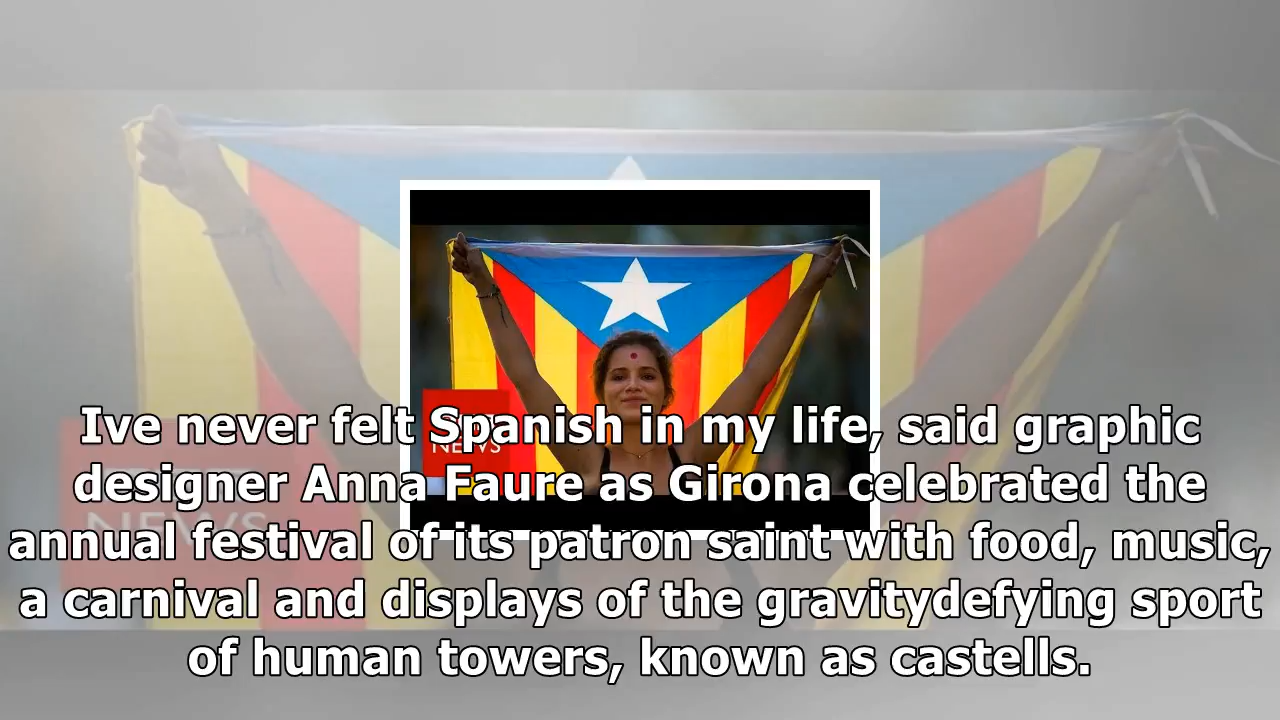 Ive never felt Spanish in my life, said graphic
designer Anna Faure as Girona celebrated the
annual festival of its patron saint with food, music,
a carnival and displays of the gravitydefying sport
of human towers, known as castells.
NEWS
NEWS